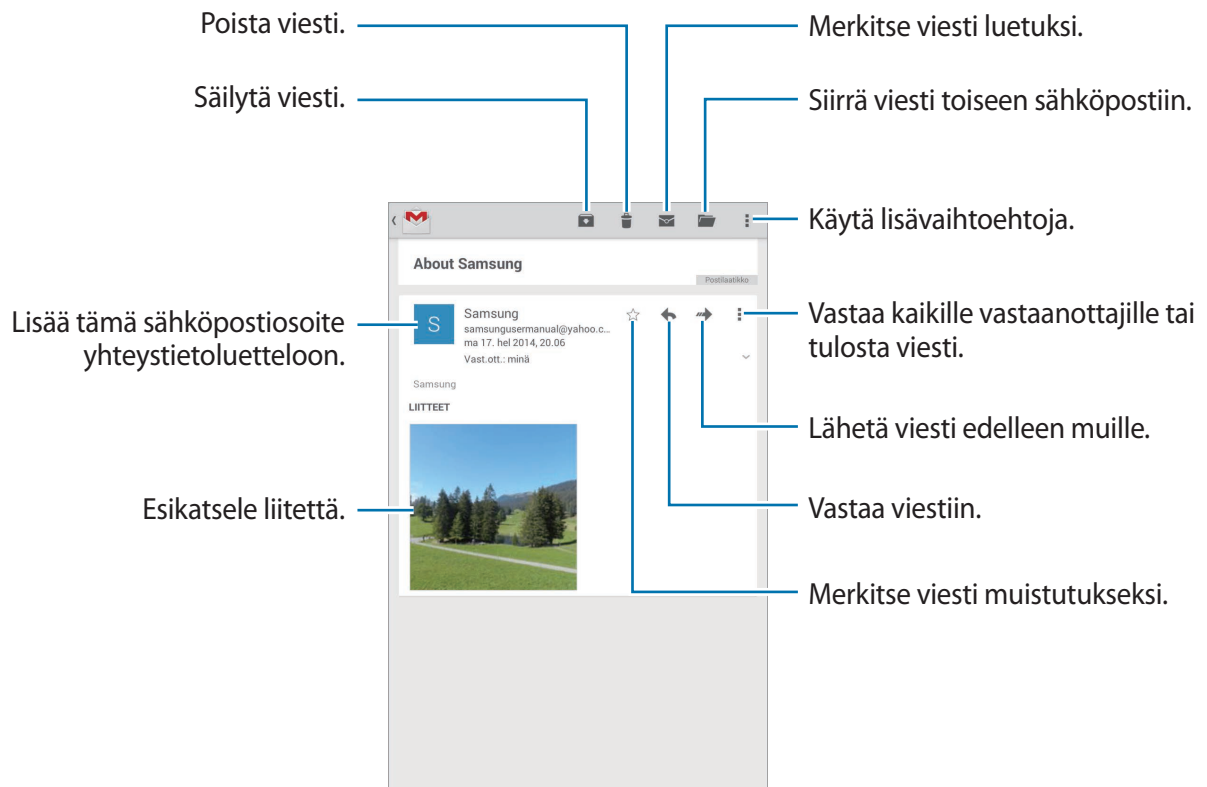 Poista viesti.
Merkitse viesti luetuksi.
Säilytä viesti.
Siirrä viesti toiseen sähköpostiin.
Käytä lisävaihtoehtoja.
About Samsung
Postilaatikko
Lisää tämä sähköpostiosoite
yhteystietoluetteloon.
S
Samsung
samsungusermanual@yahoo.c...
ma 17. hel 2014, 20.06
Vast.ott.: minä
Vastaa kaikille vastaanottajille tai
tulosta viesti.
Samsung
LIITTEET
Lähetä viesti edelleen muille.
Esikatsele liitettä.
Vastaa viestiin.
Merkitse viesti muistutukseksi.